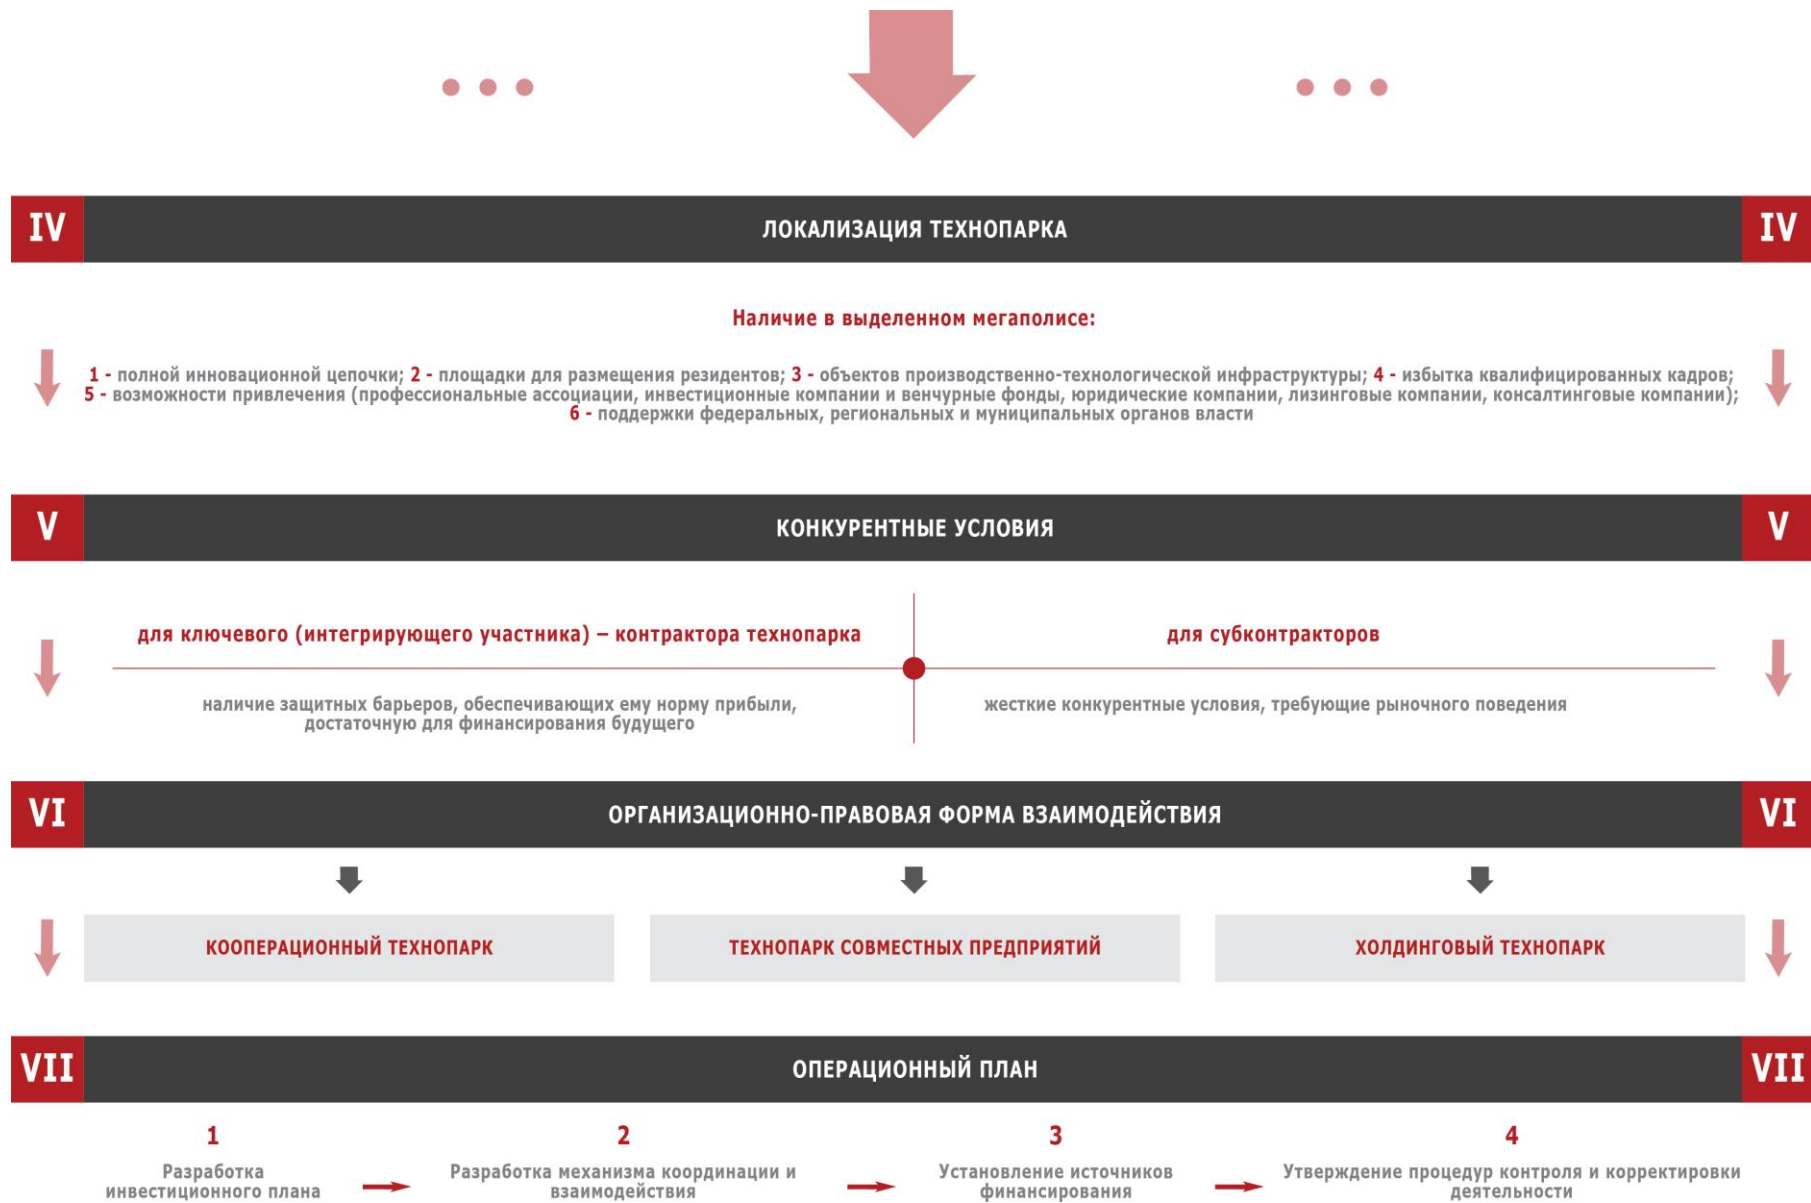 IV ЛОКАЛИЗАЦИЯ ТЕХНОПАРКА IV
Наличие в выделенном мегаполисе:
1 - полной инновационной цепочки; 2 - площадки для размещения резидентов; 3 - объектов производственно-технологической инфраструктуры; 4 - избытка квалифицированных кадров;
5 - возможности привлечения (профессиональные ассоциации, инвестиционные компании и венчурные фонды, юридические компании, лизинговые компании, консалтинговые компании);
6 - поддержки федеральных, региональных и муниципальных органов власти
V КОНКУРЕНТНЫЕ УСЛОВИЯ V
для ключевого (интегрирующего участника) – контрактора технопарка
наличие защитных барьеров, обеспечивающих ему норму прибыли,
достаточную для финансирования будущего
для субконтракторов
жесткие конкурентные условия, требующие рыночного поведения
VI ОРГАНИЗАЦИОННО-ПРАВОВАЯ ФОРМА ВЗАИМОДЕЙСТВИЯ VI
КООПЕРАЦИОННЫЙ ТЕХНОПАРК
ТЕХНОПАРК СОВМЕСТНЫХ ПРЕДПРИЯТИЙ
ХОЛДИНГОВЫЙ ТЕХНОПАРК
VII ОПЕРАЦИОННЫЙ ПЛАН VII
1
Разработка
инвестиционного плана
2
Разработка механизма координации и
взаимодействия
3
Установление источников
финансирования
4
Утверждение процедур контроля и корректировки
деятельности